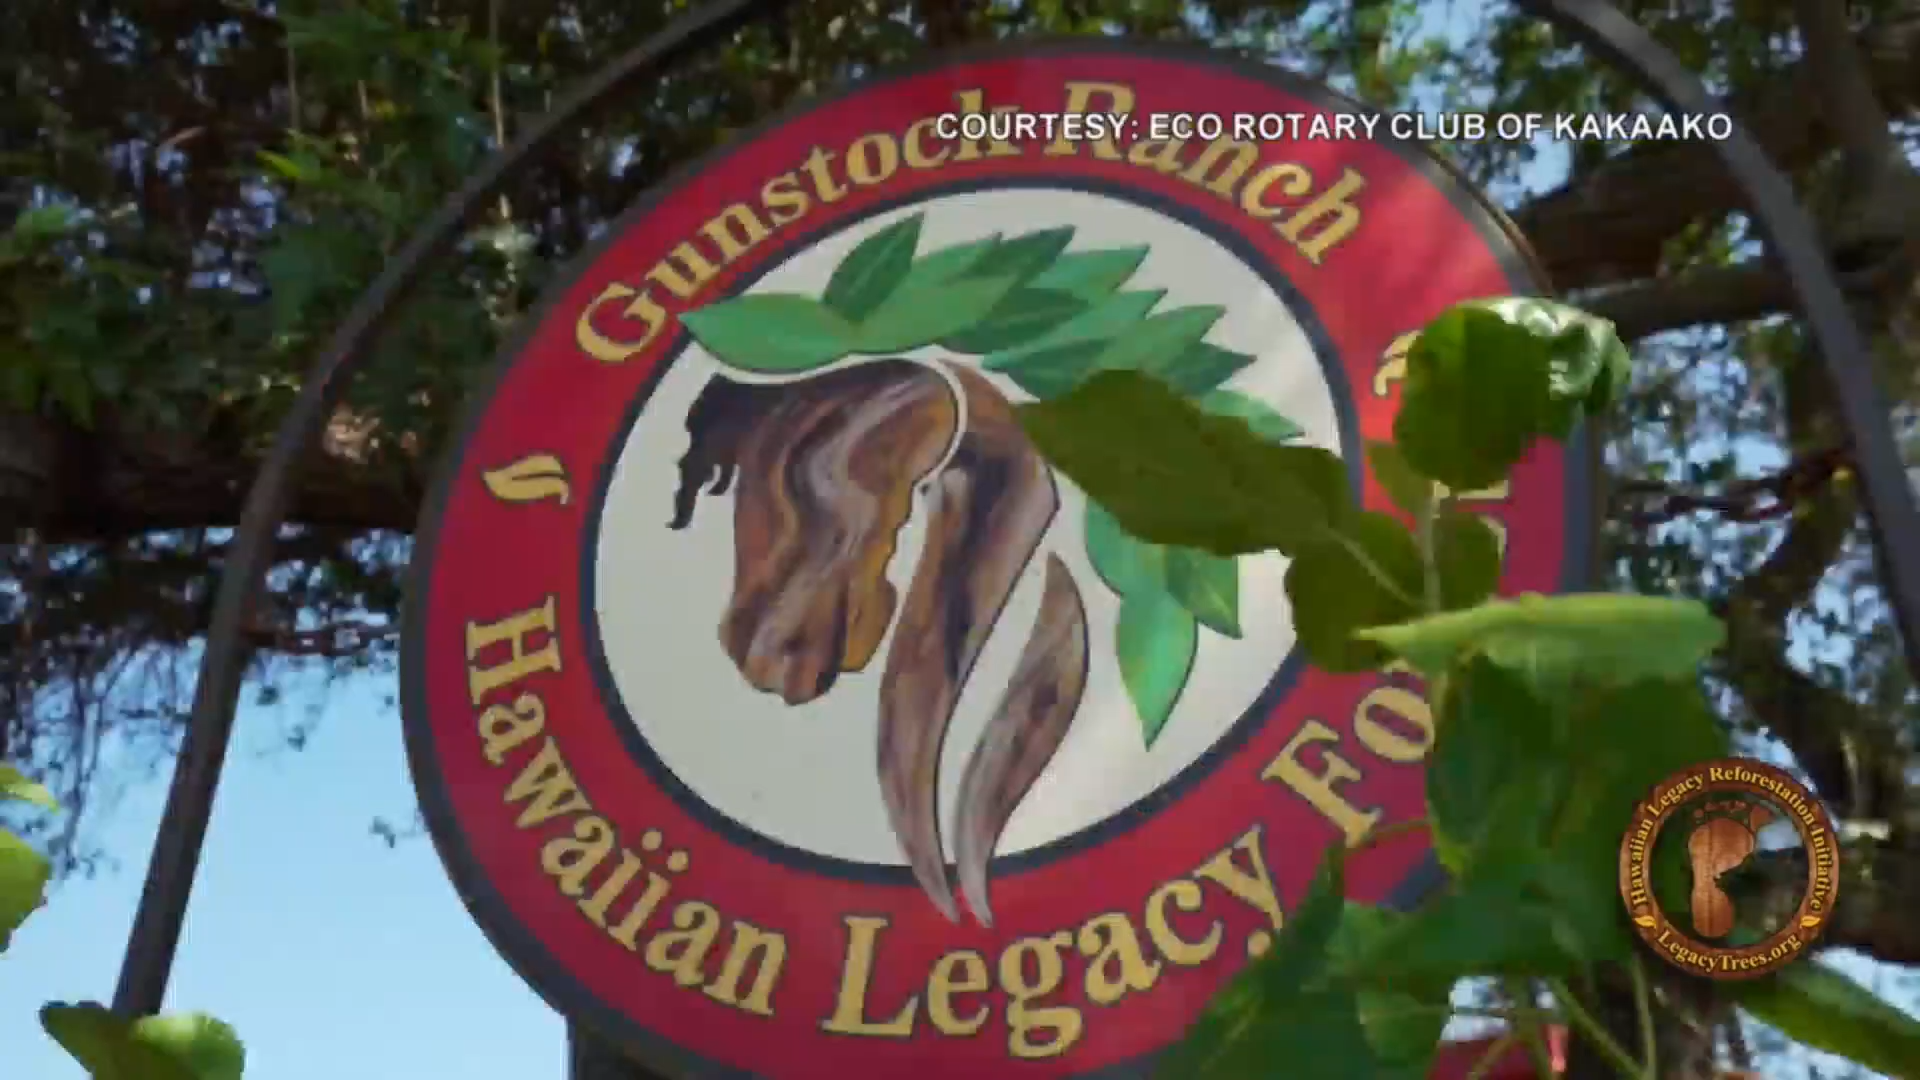 COURTESY: ECO ROTARY CLUB OF KAKAAKO
Gunstock Ranch
Hawaiian Legacy
Hawaiian Legacy Reforestation Initiative
LegacyTrees.org